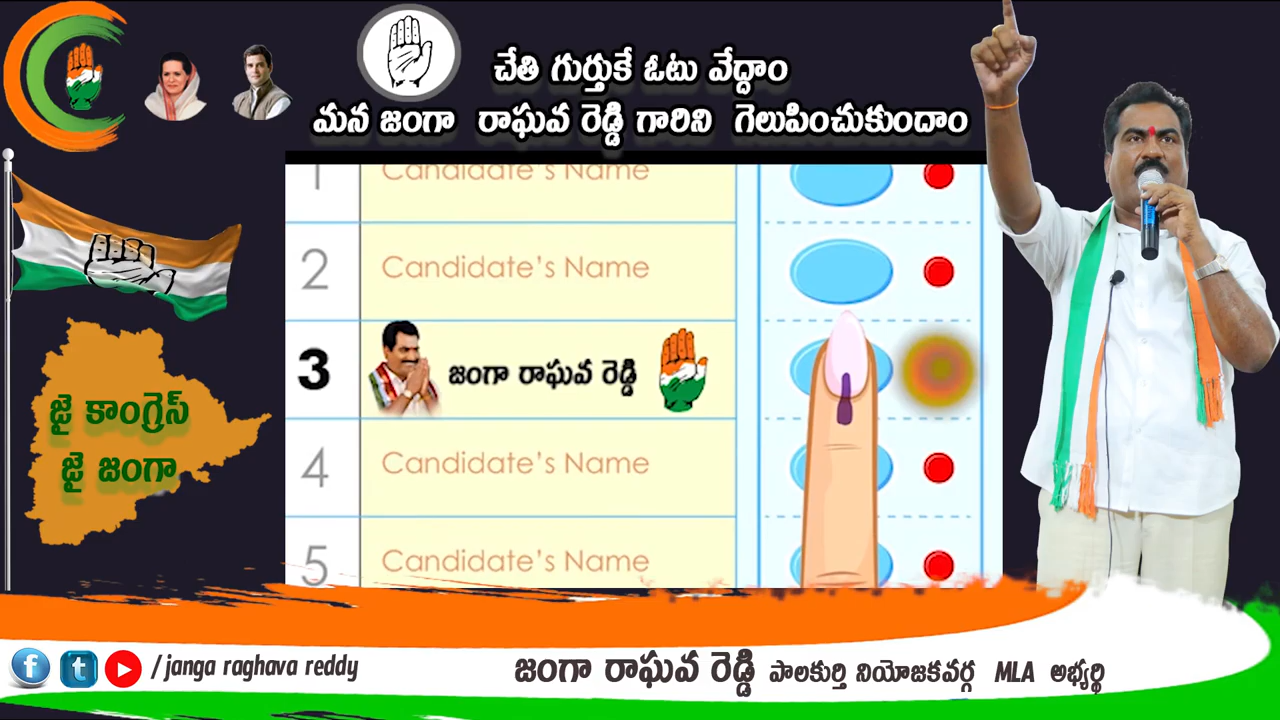 చేతి గుర్తుకే ఓటు వేద్దాం
మన జంగా రాఘవ రెడ్డి గారిని గెలుపించుకుందాం
1 Candidate's Name
2 Candidate's Name
3 జంగా రాఘవ రెడ్డి
4 Candidate's Name
5 Candidate's Name
జై కాంగ్రెస్
జై జంగా
f t /janga raghava reddy
జంగా రాఘవ రెడ్డి పాలకుర్తి నియోజకవర్గ MLA అభ్యర్థి